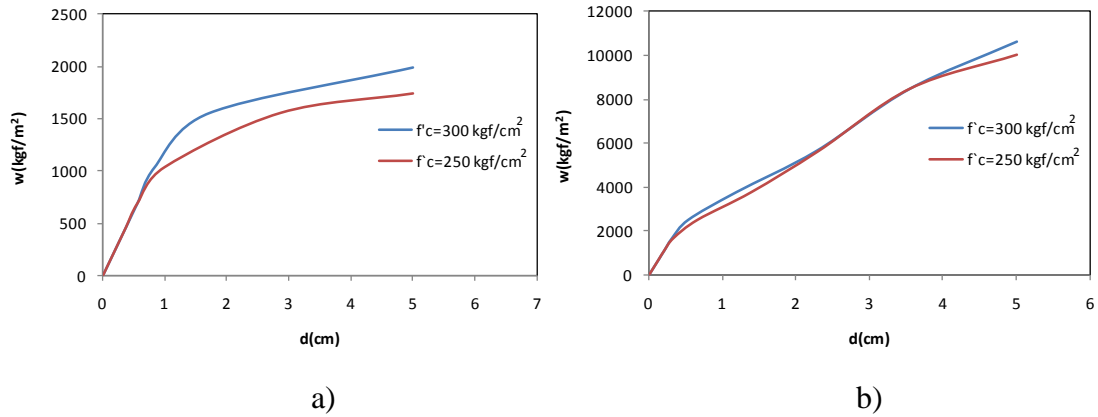 2500
2000
1500
1000
500
0
w(kgf/m²)
0 1 2 3 4 5 6 7
d(cm)
f'c=300 kgf/cm²
f`c=250 kgf/cm²
a)
12000
10000
8000
6000
4000
2000
0
w(kgf/m²)
0 1 2 3 4 5 6
d(cm)
f`c=300 kgf/cm²
f`c=250 kgf/cm²
b)